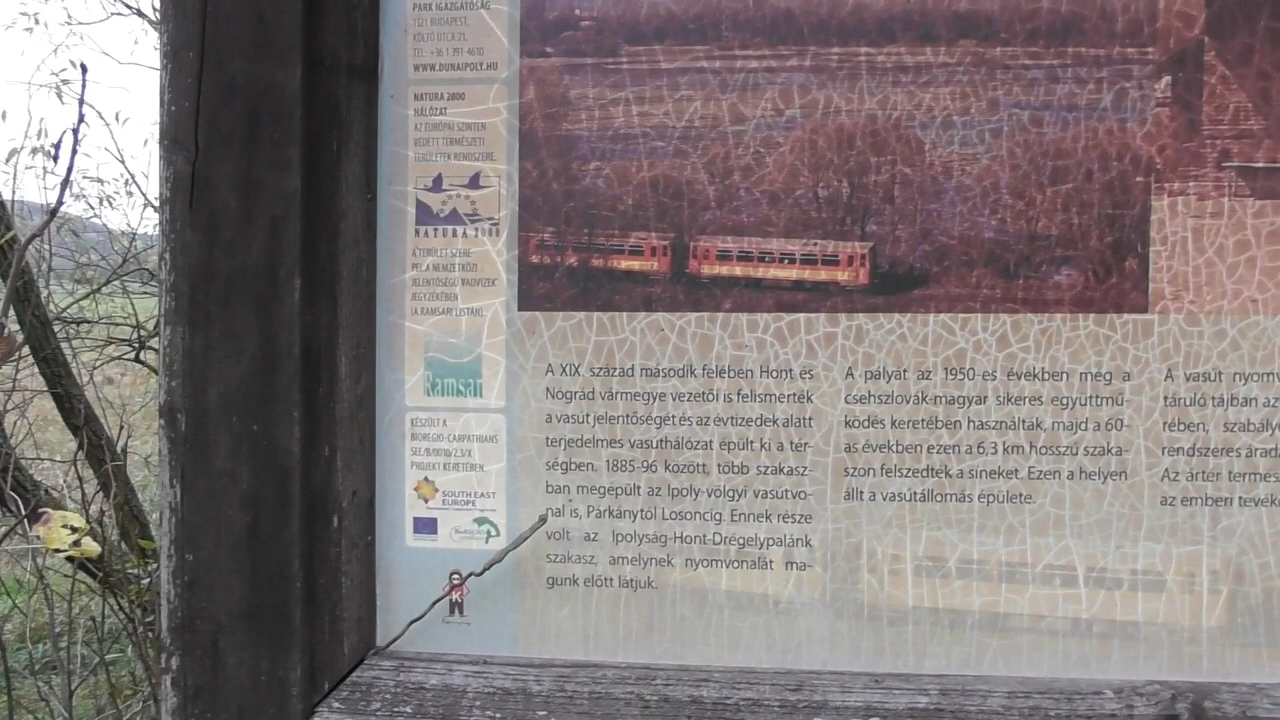 PARK IGAZGATÓSÁG
1121 BUDAPEST,
KÖLTŐ UTCA 21.
TEL: +36 1 391-4610
WWW.DUNAIPOLY.HU
NATURA 2000
HÁLÓZAT
AZ EURÓPAI SZINTEN
VÉDETT TERMÉSZETI
TERÜLETEK RENDSZERE.
NATURA 2000
A TERÜLET SZERE-
PEL A NEMZETKÖZI
JELENTŐSÉGŰ VADVIZEK
JEGYZÉKÉBEN
(A RAMSARI LISTÁN).
Ramsar
KÉSZÜLT A
BIOREGIO-CARPATHIANS
SEE/B/0010/2.3/X
PROJEKT KERETÉBEN.
SOUTH EAST
EUROPE
K
A XIX. század második felében Hont és
Nógrád vármegye vezetői is felismerték
a vasút jelentőségét és az évtizedek alatt
terjedelmes vasúthálózat épült ki a tér-
ségben. 1885-96 között, több szakasz-
ban megépült az Ipoly-völgyi vasútvo-
nal is, Párkánytól Losoncig. Ennek része
volt az Ipolyság-Hont-Drégelypalánk
szakasz, amelynek nyomvonalát ma-
gunk előtt látjuk.
A pályát az 1950-es években még a
csehszlovák-magyar sikeres együttmű-
ködés keretében használták, majd a 60-
as években ezen a 6,3 km hosszú szaka-
szon felszedték a síneket. Ezen a helyen
állt a vasútállomás épülete.
A vasút nyomv
táruló tájban az
rében, szabály
rendszeres árad
Az ártér termés
az emberi tevék